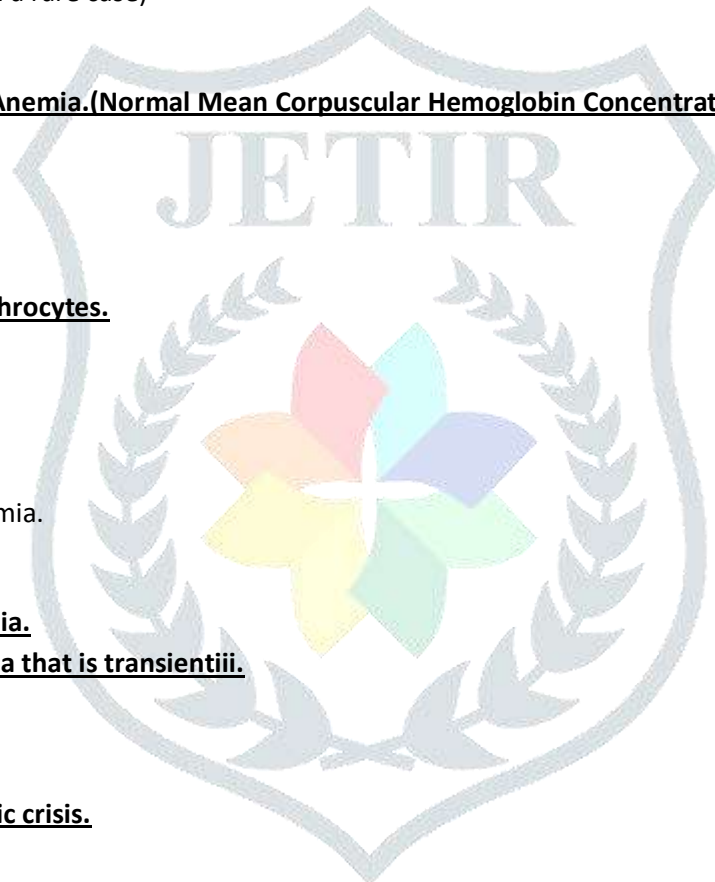 a rare case)
Anemia.(Normal Mean Corpuscular Hemoglobin Concentrat
JETIR
hrocytes.
mia.
ia.
a that is transientiii.
ic crisis.